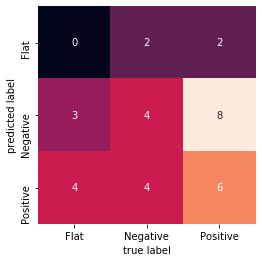 predicted label
Flat
Negative
Positive
0 2 2
3 4 8
4 4 6
Flat Negative Positive
true label